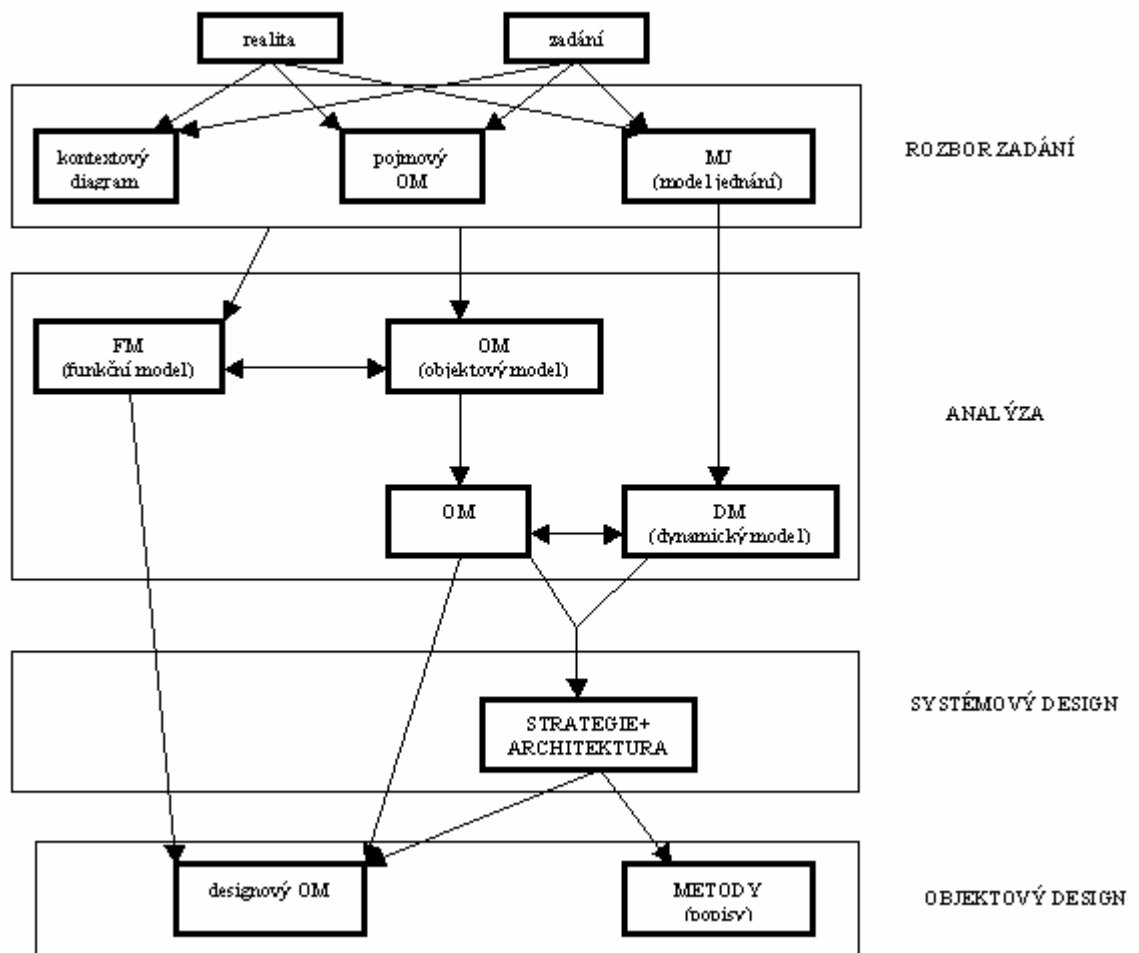 realita
zadání
kontextový
diagram
pojmový
OM
MJ
(model jednání)
ROZBOR ZADÁNÍ
FM
(funkční model)
OM
(objektový model)
ANALÝZA
OM
DM
(dynamický model)
STRATEGIE+
ARCHITEKTURA
SYSTÉMOVÝ DESIGN
designový OM
METODY
(popisy)
OBJEKTOVÝ DESIGN